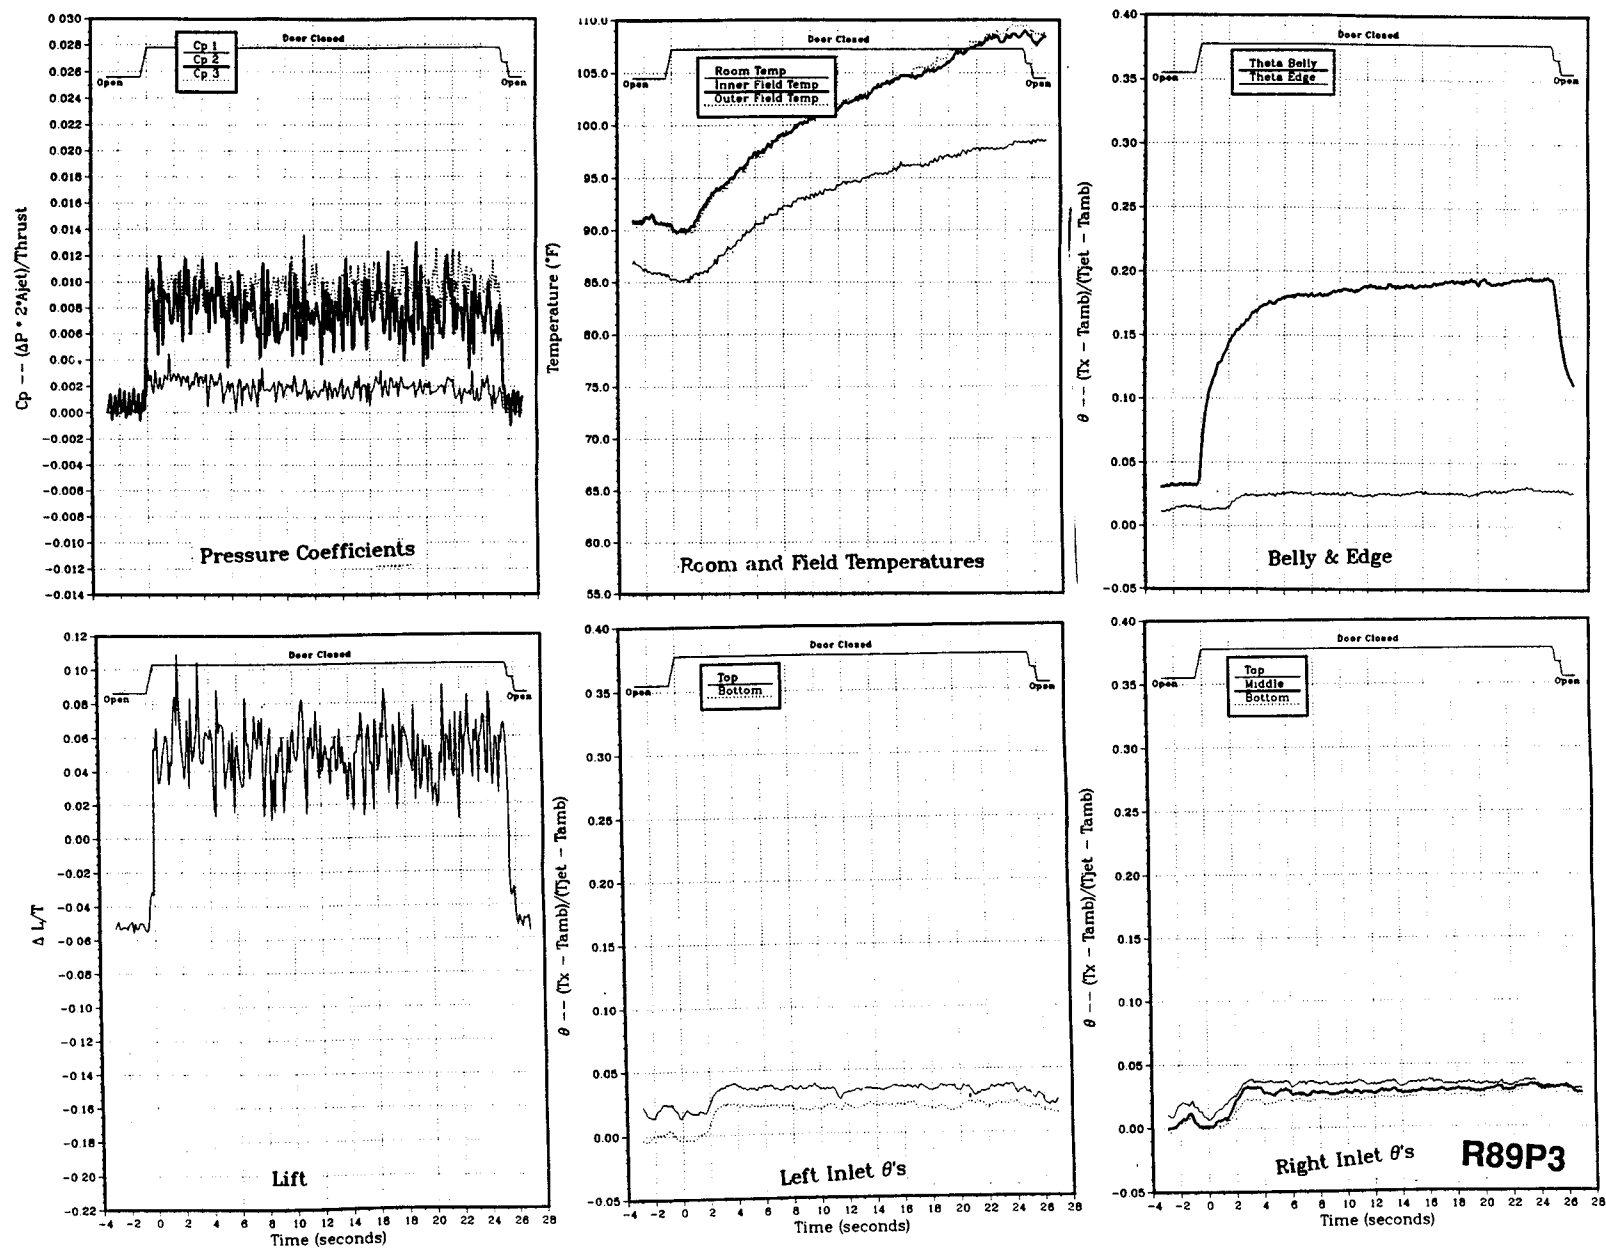 Cp -- (ΔP * 2*Ajet)/Thrust
0.030
0.028
0.026
0.024
0.022
0.020
0.018
0.016
0.014
0.012
0.010
0.008
0.006
0.002
0.000
-0.002
-0.004
-0.006
-0.008
-0.010
-0.012
-0.014
Open
Door Closed
Open
Cp 1
Cp 2
Cp 3
Pressure Coefficients
Temperature (°F)
110.0
105.0
100.0
95.0
90.0
85.0
80.0
75.0
70.0
65.0
60.0
55.0
Open
Door Closed
Open
Room Temp
Inner Field Temp
Outer Field Temp
Room and Field Temperatures
θ -- (Tx - Tamb)/(Tjet - Tamb)
0.40
0.35
0.30
0.25
0.20
0.15
0.10
0.05
0.00
-0.05
Open
Door Closed
Open
Theta Belly
Theta Edge
Belly & Edge
Δ L/T
0.12
0.10
0.08
0.06
0.04
0.02
0.00
-0.02
-0.04
-0.06
-0.08
-0.10
-0.12
-0.14
-0.16
-0.18
-0.20
-0.22
Open
Door Closed
Open
Lift
-4 -2 0 2 4 6 8 10 12 14 16 18 20 22 24 26 28
Time (seconds)
θ -- (Tx - Tamb)/(Tjet - Tamb)
0.40
0.35
0.30
0.25
0.20
0.15
0.10
0.05
0.00
-0.05
Open
Door Closed
Open
Top
Bottom
Left Inlet θ's
-4 -2 0 2 4 6 8 10 12 14 16 18 20 22 24 26 28
Time (seconds)
θ -- (Tx - Tamb)/(Tjet - Tamb)
0.40
0.35
0.30
0.25
0.20
0.15
0.10
0.05
0.00
-0.05
Open
Door Closed
Open
Top
Middle
Bottom
Right Inlet θ's
R89P3
-4 -2 0 2 4 6 8 10 12 14 16 18 20 22 24 26 28
Time (seconds)